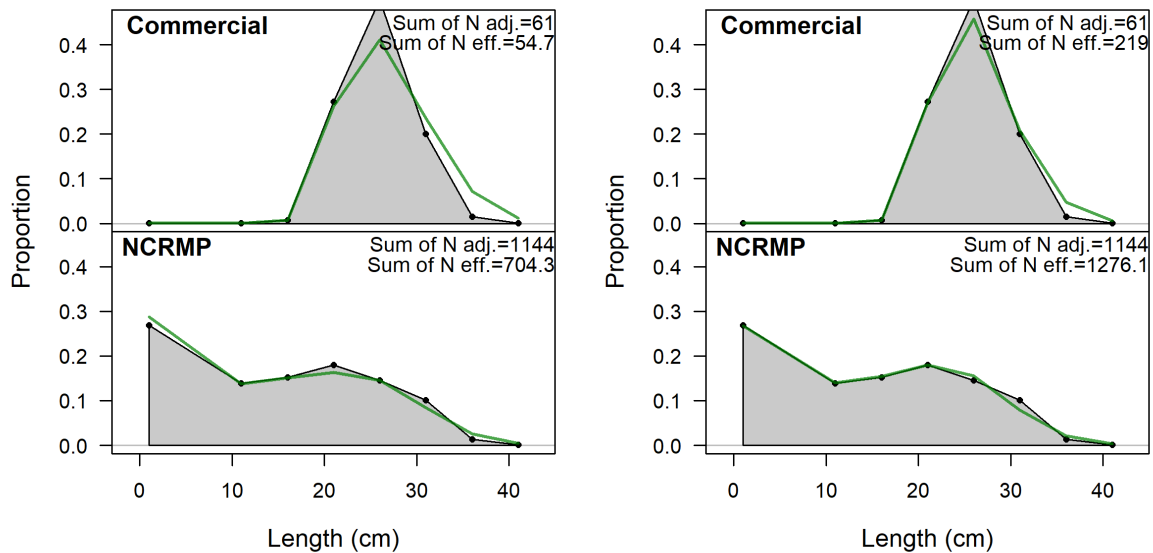 Commercial
Sum of N adj.=61
Sum of N eff.=54.7
0.4
0.3
0.2
0.1
0.0
NCRMP
Sum of N adj.=1144
Sum of N eff.=704.3
0.4
0.3
0.2
0.1
0.0
Proportion
0 10 20 30 40
Length (cm)
Commercial
Sum of N adj.=61
Sum of N eff.=219
0.4
0.3
0.2
0.1
0.0
NCRMP
Sum of N adj.=1144
Sum of N eff.=1276.1
0.4
0.3
0.2
0.1
0.0
Proportion
0 10 20 30 40
Length (cm)